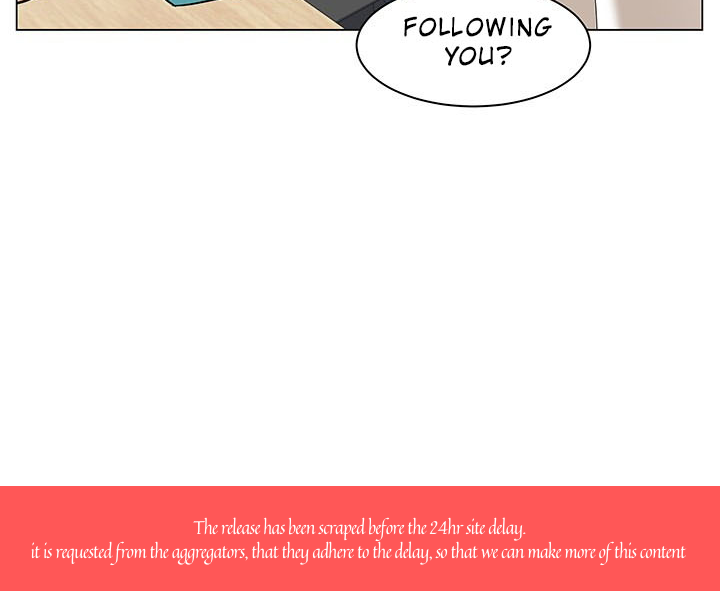 FOLLOWING
YOU?
The release has been scraped before the 24hr site delay.
it is requested from the aggregators, that they adhere to the delay, so that we can make more of this content